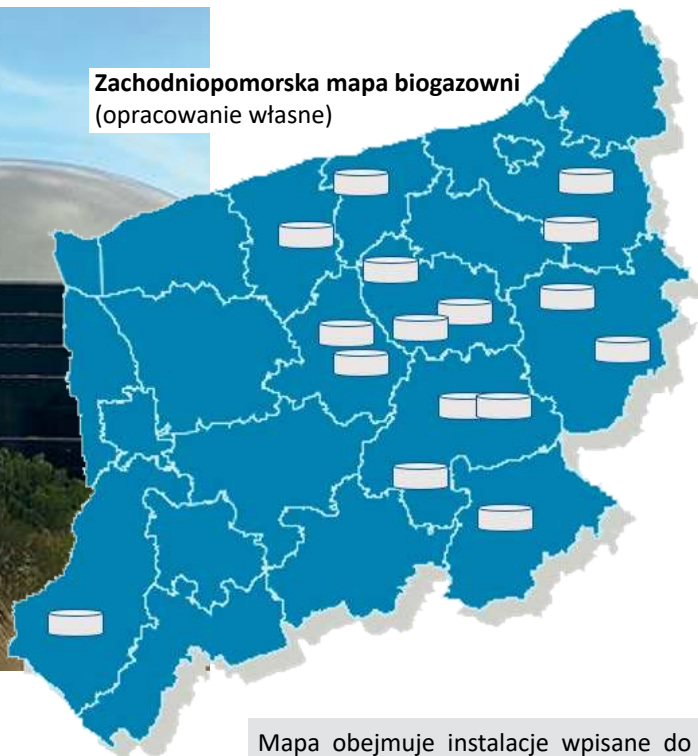 Zachodniopomorska mapa biogazowni
(opracowanie własne)
Mapa obejmuje instalacje wpisane do